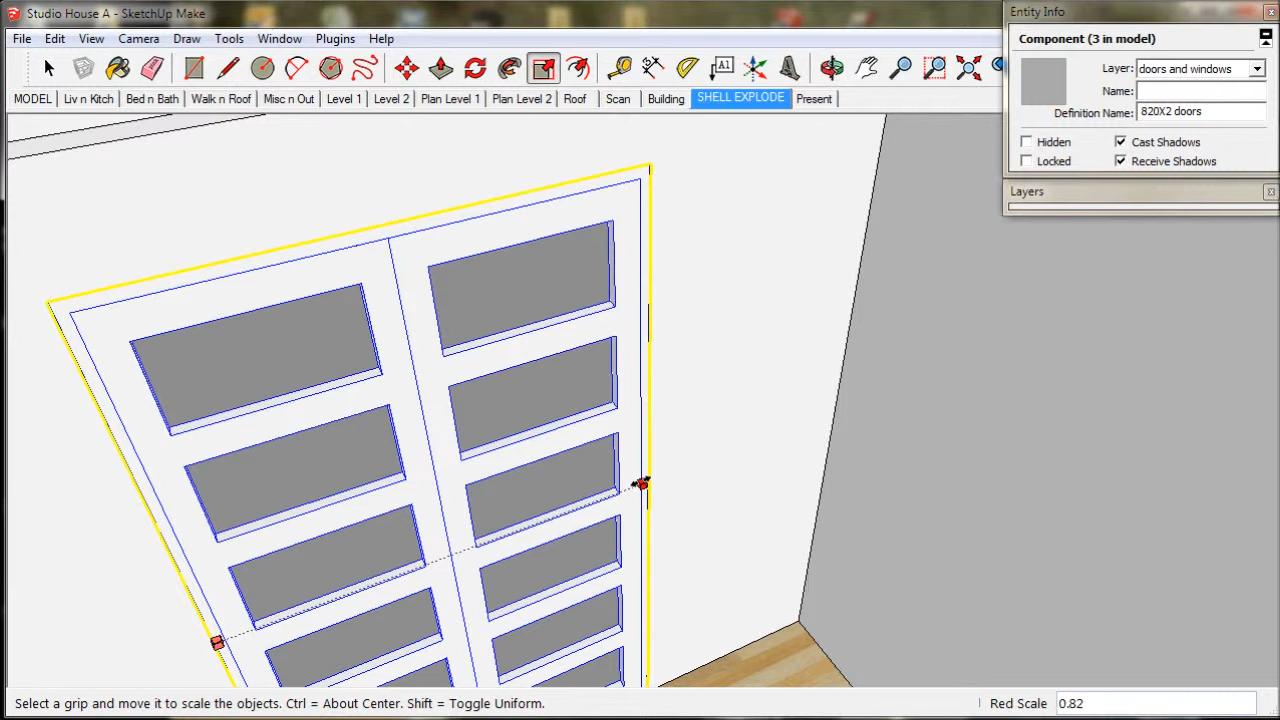 Studio House A - SketchUp Make
File Edit View Camera Draw Tools Window Plugins Help
A1
MODEL Liv n Kitch Bed n Bath Walk n Roof Misc n Out Level 1 Level 2 Plan Level 1 Plan Level 2 Roof Scan Building SHELL EXPLODE Present
Entity Info
Component (3 in model)
Layer: doors and windows
Name:
Definition Name: 820X2 doors
Hidden Cast Shadows
Locked Receive Shadows
Layers
Select a grip and move it to scale the objects. Ctrl = About Center. Shift = Toggle Uniform. Red Scale 0.82